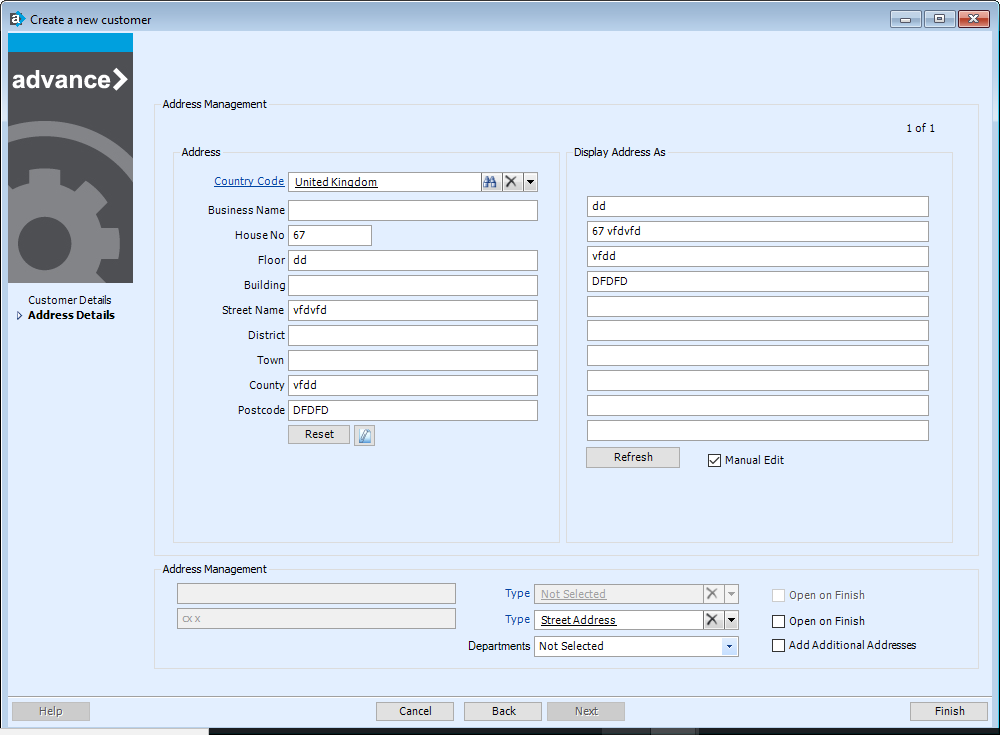 Create a new customer
advance
Customer Details
Address Details
Address Management
1 of 1
Address
Country Code United Kingdom
Business Name
House No 67
Floor dd
Building
Street Name vfdvfd
District
Town
County vfdd
Postcode DFDFD
Reset
Display Address As
dd
67 vfdvfd
vfdd
DFDFD
Refresh Manual Edit
Address Management
Type Not Selected Open on Finish
cx x Type Street Address Open on Finish
Departments Not Selected Add Additional Addresses
Help Cancel Back Next Finish